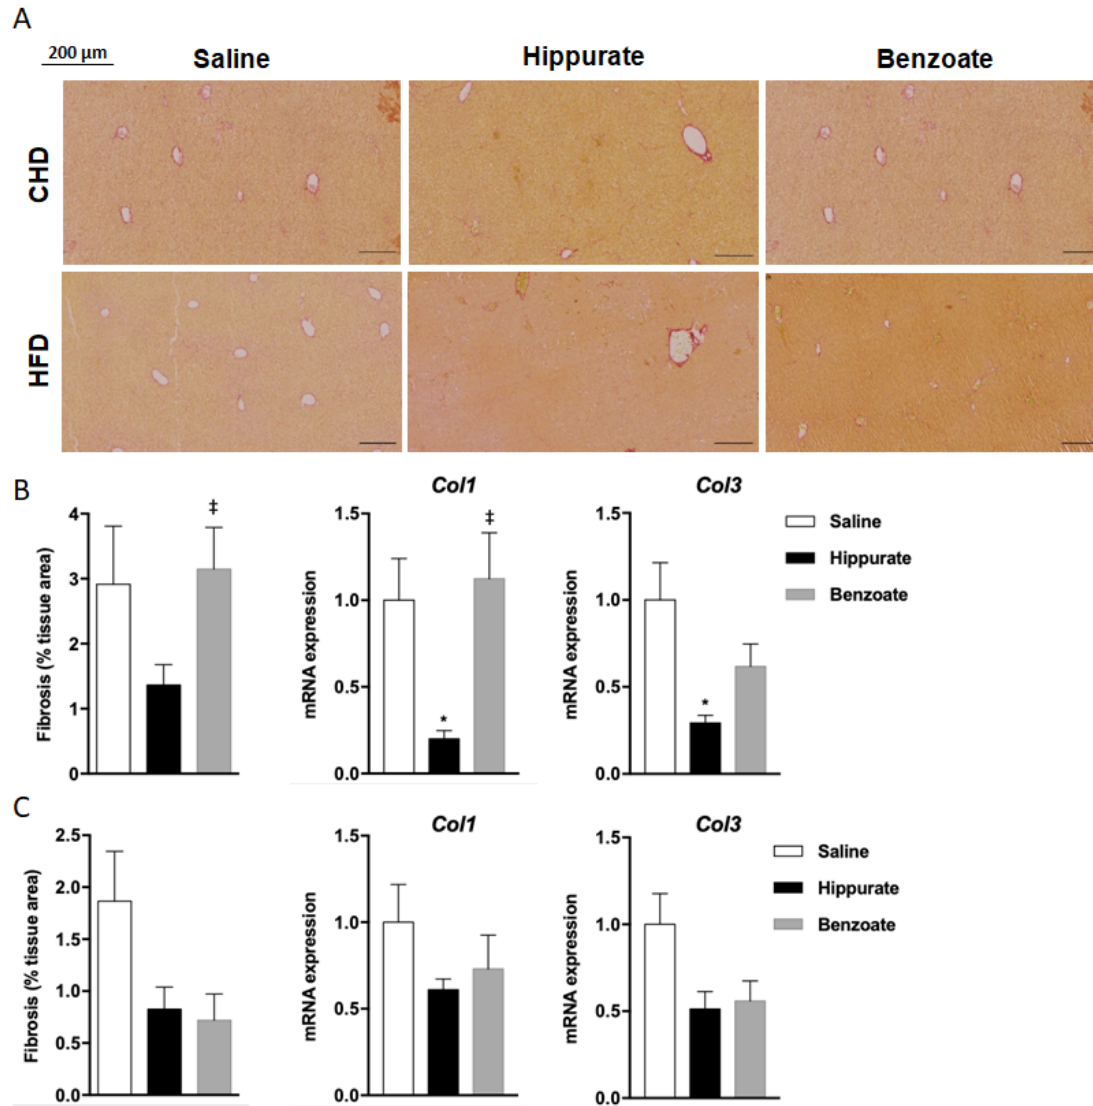 A
200 µm
Saline
Hippurate
Benzoate
CHD
HFD
B
Fibrosis (% tissue area)
4
3
2
1
0
‡
Col1
mRNA expression
1.5
1.0
0.5
0.0
*
‡
Col3
mRNA expression
1.5
1.0
0.5
0.0
*
Saline
Hippurate
Benzoate
C
Fibrosis (% tissue area)
2.5
2.0
1.5
1.0
0.5
0.0
Col1
mRNA expression
1.5
1.0
0.5
0.0
Col3
mRNA expression
1.5
1.0
0.5
0.0
Saline
Hippurate
Benzoate